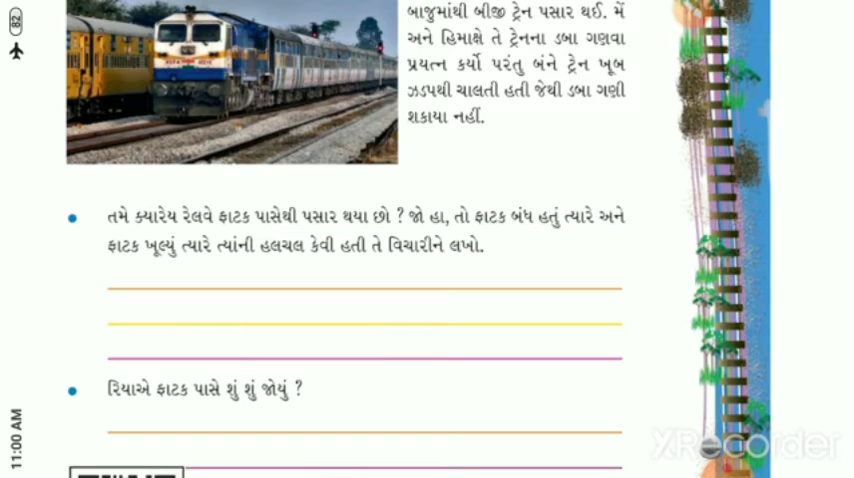 બાજુમાંથી બીજી ટ્રેન પસાર થઈ. મેં
અને હિમાક્ષે તે ટ્રેનના ડબા ગણવા
પ્રયત્ન કર્યો પરંતુ બંને ટ્રેન ખૂબ
ઝડપથી ચાલતી હતી જેથી ડબા ગણી
શકાયા નહીં.
• તમે ક્યારેય રેલવે ફાટક પાસેથી પસાર થયા છો ? જો હા, તો ફાટક બંધ હતું ત્યારે અને
ફાટક ખૂલ્યું ત્યારે ત્યાંની હલચલ કેવી હતી તે વિચારીને લખો.
• રિયાએ ફાટક પાસે શું શું જોયું ?
82
11:00 AM
XRecorder